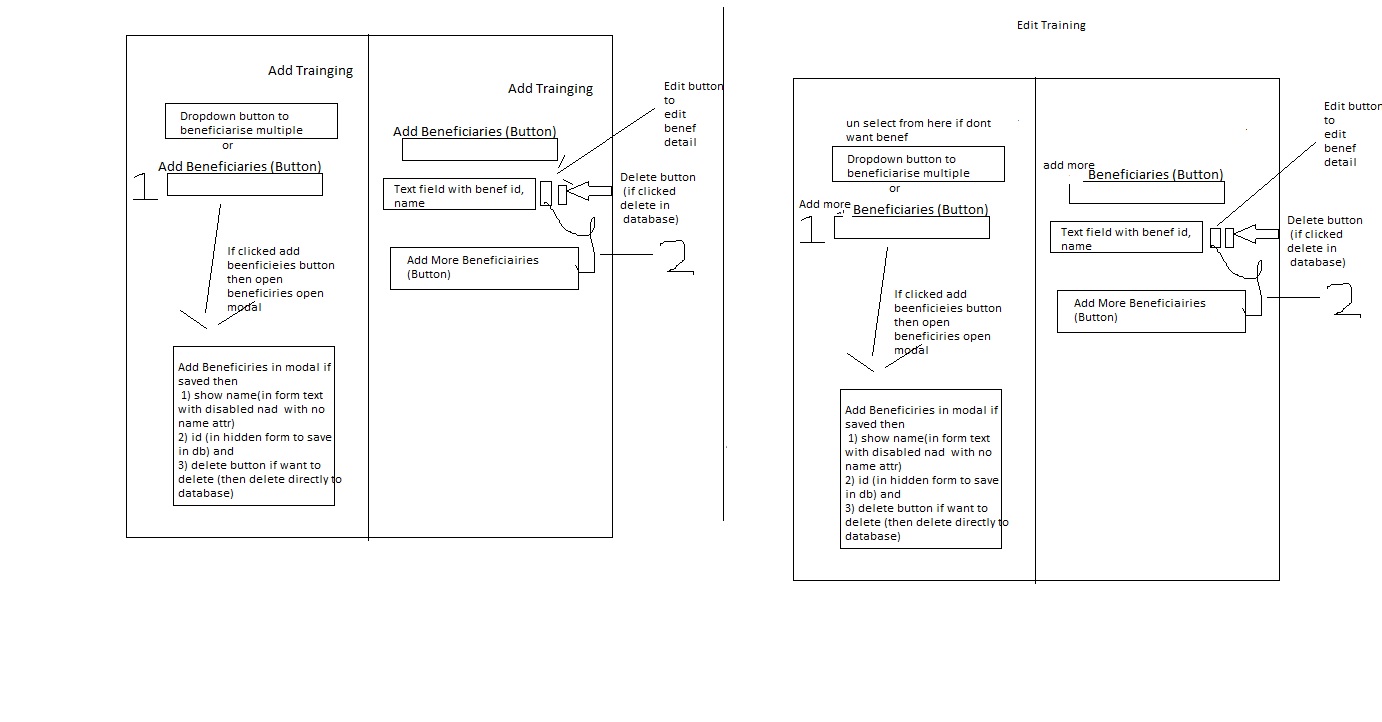 Add Trainging
Dropdown button to
beneficiarise multiple
or
Add Beneficiaries (Button)
1
If clicked add
beenficieies button
then open
beneficiries open
modal
Add Beneficiries in modal if
saved then
1) show name(in form text
with disabled nad with no
name attr)
2) id (in hidden form to save
in db) and
3) delete button if want to
delete (then delete directly to
database)
Add Trainging
Add Beneficiaries (Button)
Text field with benef id,
name
Add More Beneficiairies
(Button)
Edit button
to
edit
benef
detail
Delete button
(if clicked
delete in
database)
2
Edit Training
un select from here if dont
want benef
Dropdown button to
beneficiarise multiple
or
Add more
Beneficiaries (Button)
1
If clicked add
beenficieies button
then open
beneficiries open
modal
Add Beneficiries in modal if
saved then
1) show name(in form text
with disabled nad with no
name attr)
2) id (in hidden form to save
in db) and
3) delete button if want to
delete (then delete directly to
database)
add more
Beneficiaries (Button)
Text field with benef id,
name
Add More Beneficiairies
(Button)
Edit button
to
edit
benef
detail
Delete button
(if clicked
delete in
database)
2